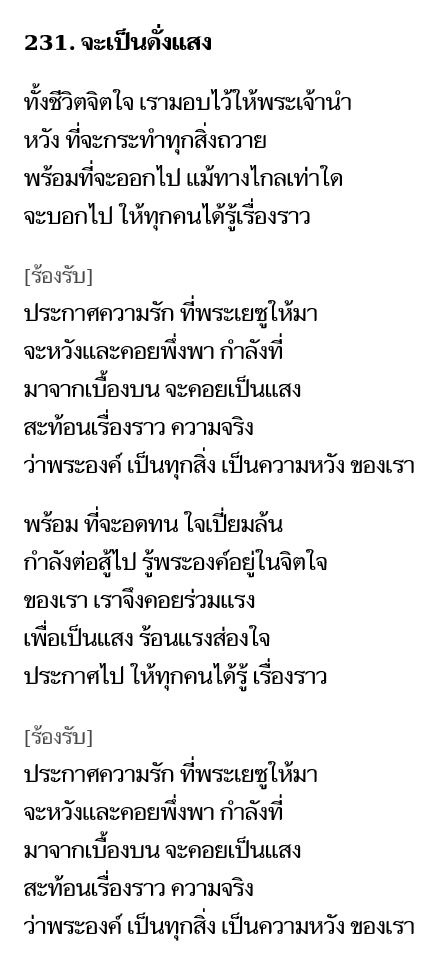 231. จะเป็นดั่งแสง
ทั้งชีวิตจิตใจ เรามอบไว้ให้พระเจ้านำ
หวัง ที่จะกระทำทุกสิ่งถวาย
พร้อมที่จะออกไป แม้ทางไกลเท่าใด
จะบอกไป ให้ทุกคนได้รู้เรื่องราว
[ร้องรับ]
ประกาศความรัก ที่พระเยซูให้มา
จะหวังและคอยพึ่งพา กำลังที่
มาจากเบื้องบน จะคอยเป็นแสง
สะท้อนเรื่องราว ความจริง
ว่าพระองค์ เป็นทุกสิ่ง เป็นความหวัง ของเรา
พร้อม ที่จะอดทน ใจเปี่ยมล้น
กำลังต่อสู้ไป รู้พระองค์อยู่ในจิตใจ
ของเรา เราจึงคอยร่วมแรง
เพื่อเป็นแสง ร้อนแรงส่องใจ
ประกาศไป ให้ทุกคนได้รู้ เรื่องราว
[ร้องรับ]
ประกาศความรัก ที่พระเยซูให้มา
จะหวังและคอยพึ่งพา กำลังที่
มาจากเบื้องบน จะคอยเป็นแสง
สะท้อนเรื่องราว ความจริง
ว่าพระองค์ เป็นทุกสิ่ง เป็นความหวัง ของเรา